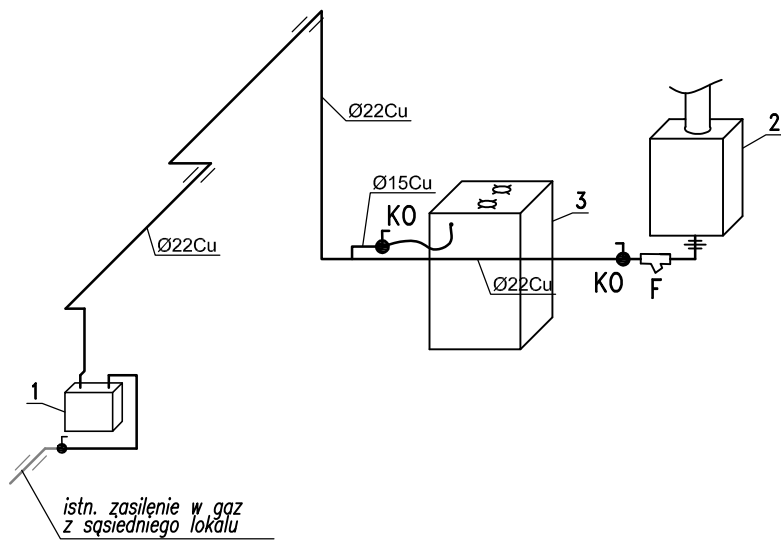 Ø22Cu
2
Ø15Cu
KO
3
Ø22Cu
Ø22Cu
KO
F
1
istn. zasilenie w gaz
z sąsiedniego lokalu